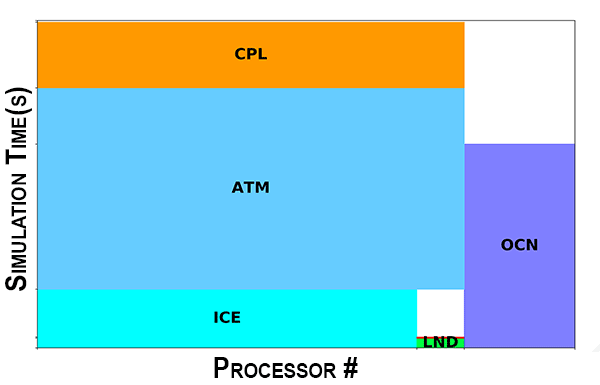 CPL
ATM
OCN
ICE
LND
Simulation Time(s)
Processor #